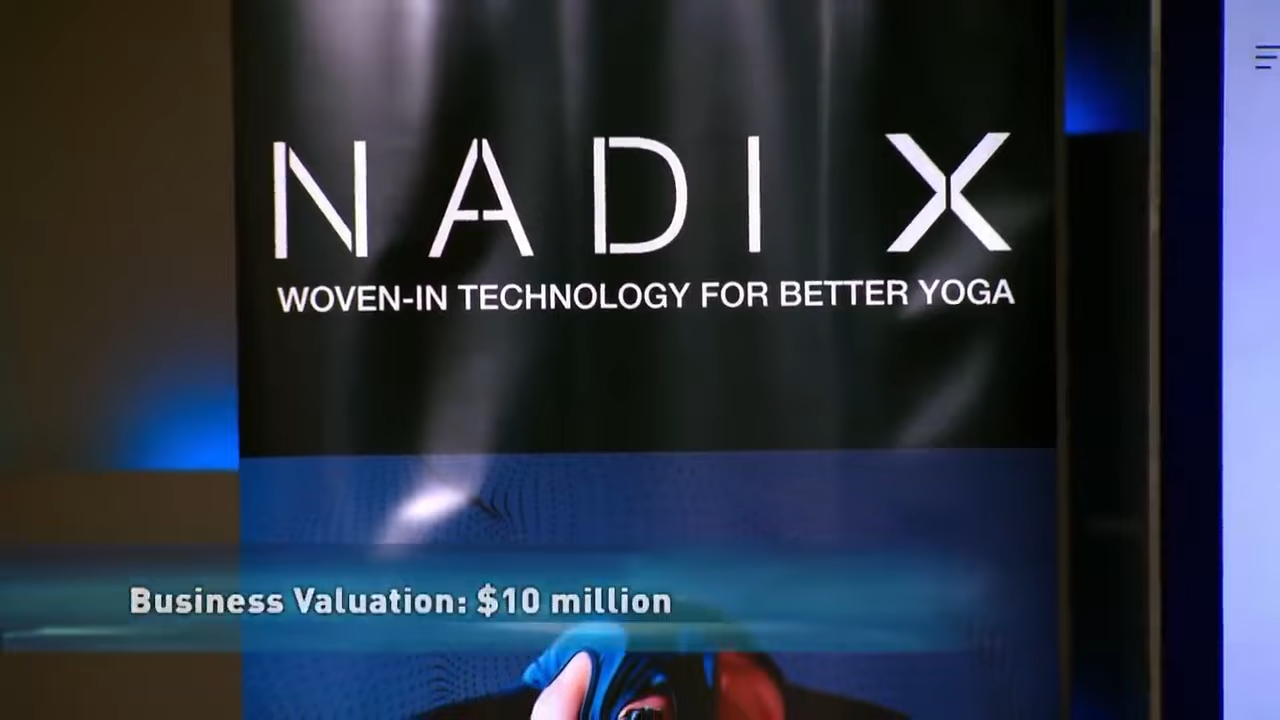 NADI X
WOVEN-IN TECHNOLOGY FOR BETTER YOGA
Business Valuation: $10 million